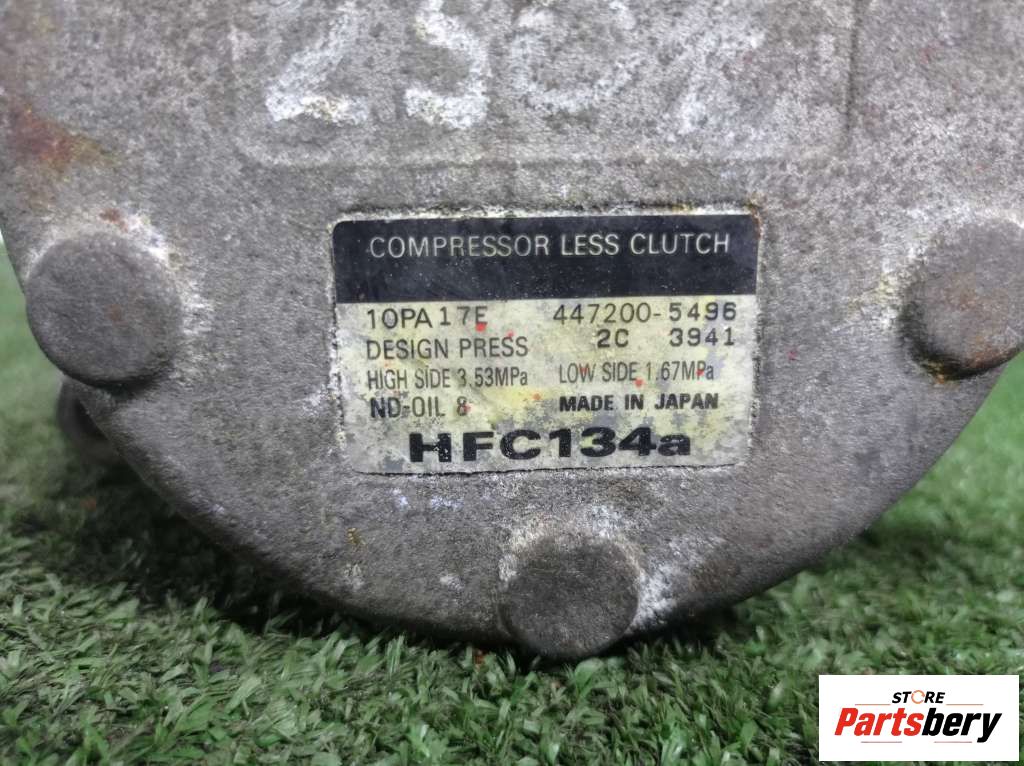 COMPRESSOR LESS CLUTCH
10PA17E 447200-5496
DESIGN PRESS 2C 3941
HIGH SIDE 3.53MPa LOW SIDE 1.67MPa
ND-OIL 8 MADE IN JAPAN
HFC134a
STORE
Partsbery